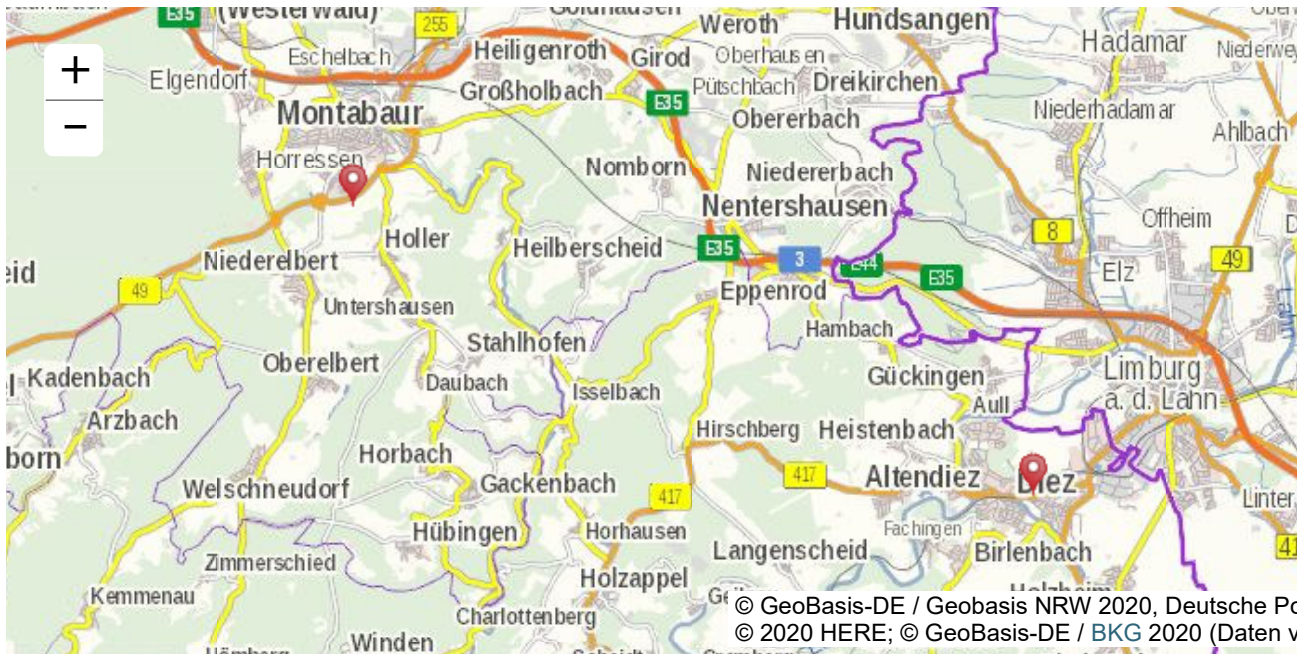 E35
(Westerwald)
255
Weroth
Hundsangen
Hadamar
Eschelbach
Heiligenroth
Girod
Oberhausen
Elgendorf
Großholbach
Pütschbach
Dreikirchen
+
−
Montabaur
E35
Niederhadamar
Obererbach
Ahlbach
Horressen
Nomborn
Niedererbach
Nentershausen
Offheim
8
Holler
Heilberscheid
E35
3
E44
E35
Elz
49
Niederelbert
eid
49
Untershausen
Eppenrod
Hambach
Lahn
Stahlhofen
Oberelbert
Kadenbach
Daubach
Isselbach
Gückingen
Limburg
a. d. Lahn
Aull
Arzbach
Hirschberg
Heistenbach
born
Horbach
417
Altendiez
Diez
Welschneudorf
Gackenbach
417
Linter
Hübingen
Horhausen
Fachingen
Langenscheid
Birlenbach
Zimmerschied
Holzappel
Kemmenau
Charlottenberg
Winden
© GeoBasis-DE / Geobasis NRW 2020, Deutsche Po
© 2020 HERE; © GeoBasis-DE / BKG 2020 (Daten v